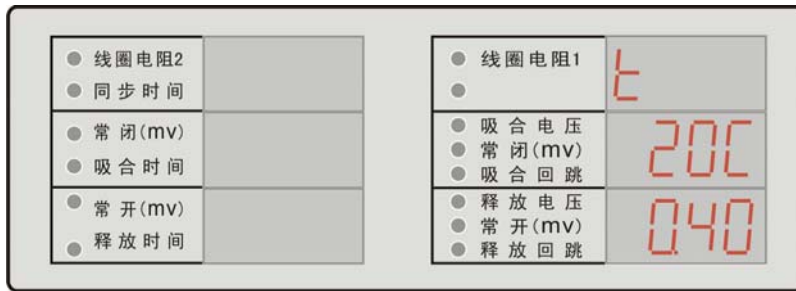 线圈电阻2
同步时间
常闭(mv)
吸合时间
常开(mv)
释放时间
线圈电阻1
t
吸合电压
常闭(mv)
吸合回跳
20C
释放电压
常开(mv)
释放回跳
0.40